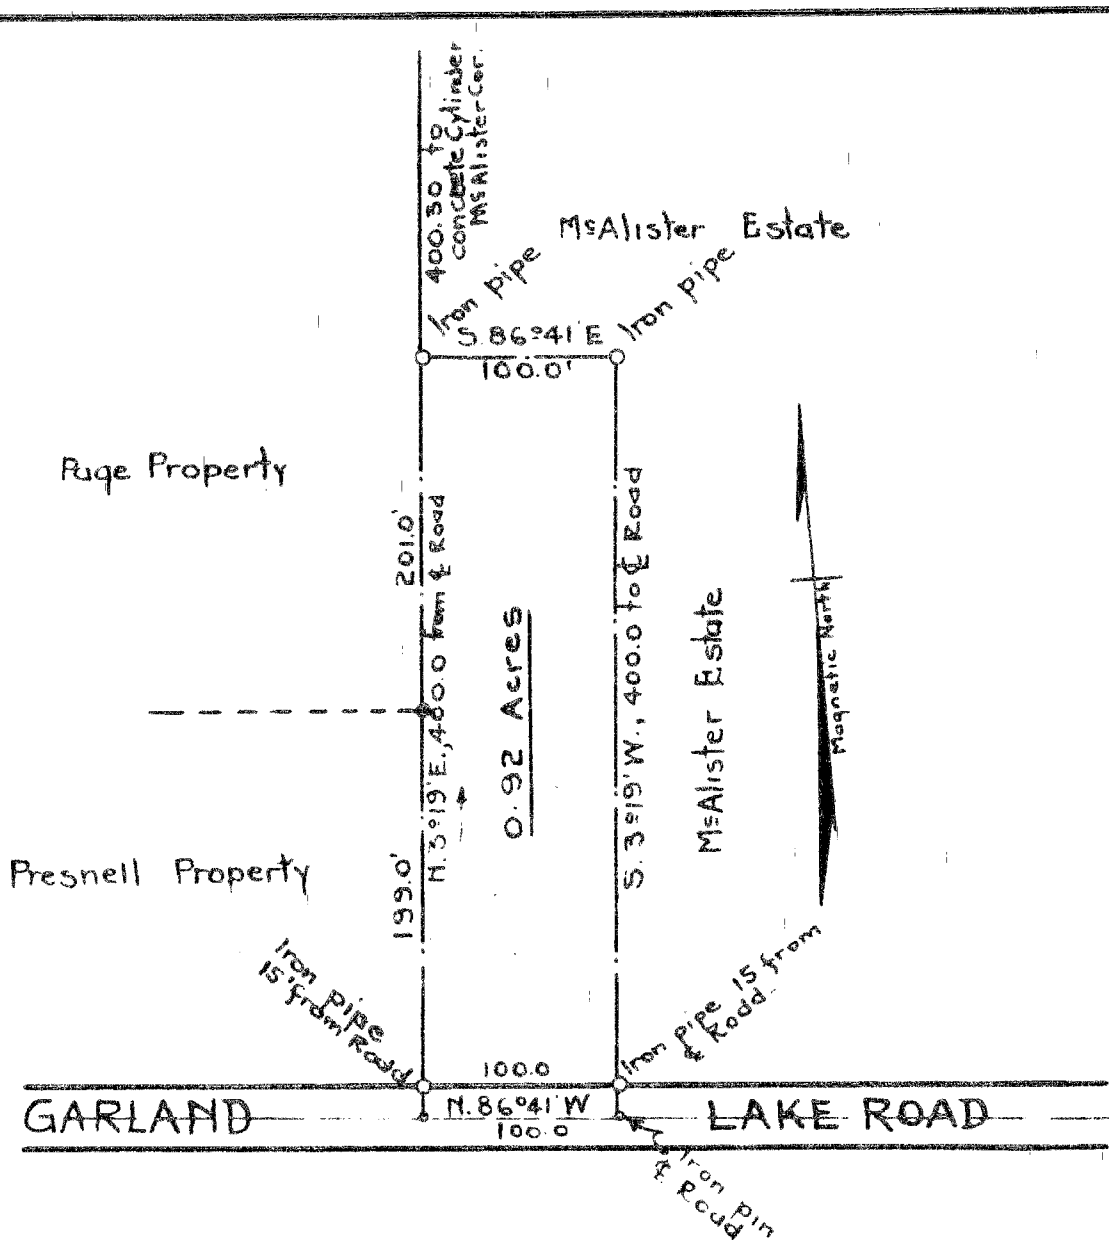 400.30 to
concrete Cylinder
McAlister Cor.
McAlister Estate
Iron pipe
Iron pipe
S. 86°41' E
100.0'
Property
201.0'
N. 3°19' E., 400.0 from ℄ Road
0.92 Acres
S. 3°19' W., 400.0 to ℄ Road
McAlister Estate
Magnetic North
Presnell Property
199.0'
Iron pipe
15' from Road
Iron pipe 15 from
℄ Road
100.0
GARLAND LAKE ROAD
N. 86°41' W
100.0
Iron pin
℄ Road